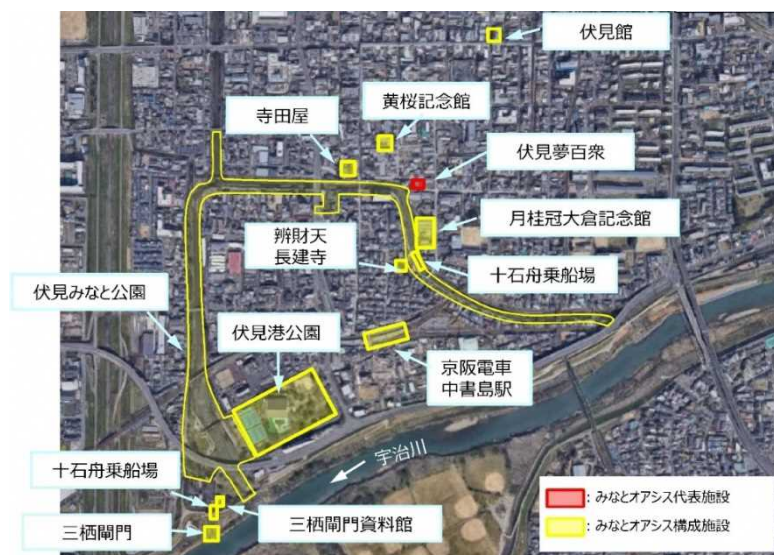 伏見館
黄桜記念館
寺田屋
伏見夢百衆
月桂冠大倉記念館
辨財天
長建寺
十石舟乗船場
伏見みなと公園
伏見港公園
京阪電車
中書島駅
宇治川
十石舟乗船場
三栖閘門資料館
三栖閘門
：みなとオアシス代表施設
：みなとオアシス構成施設